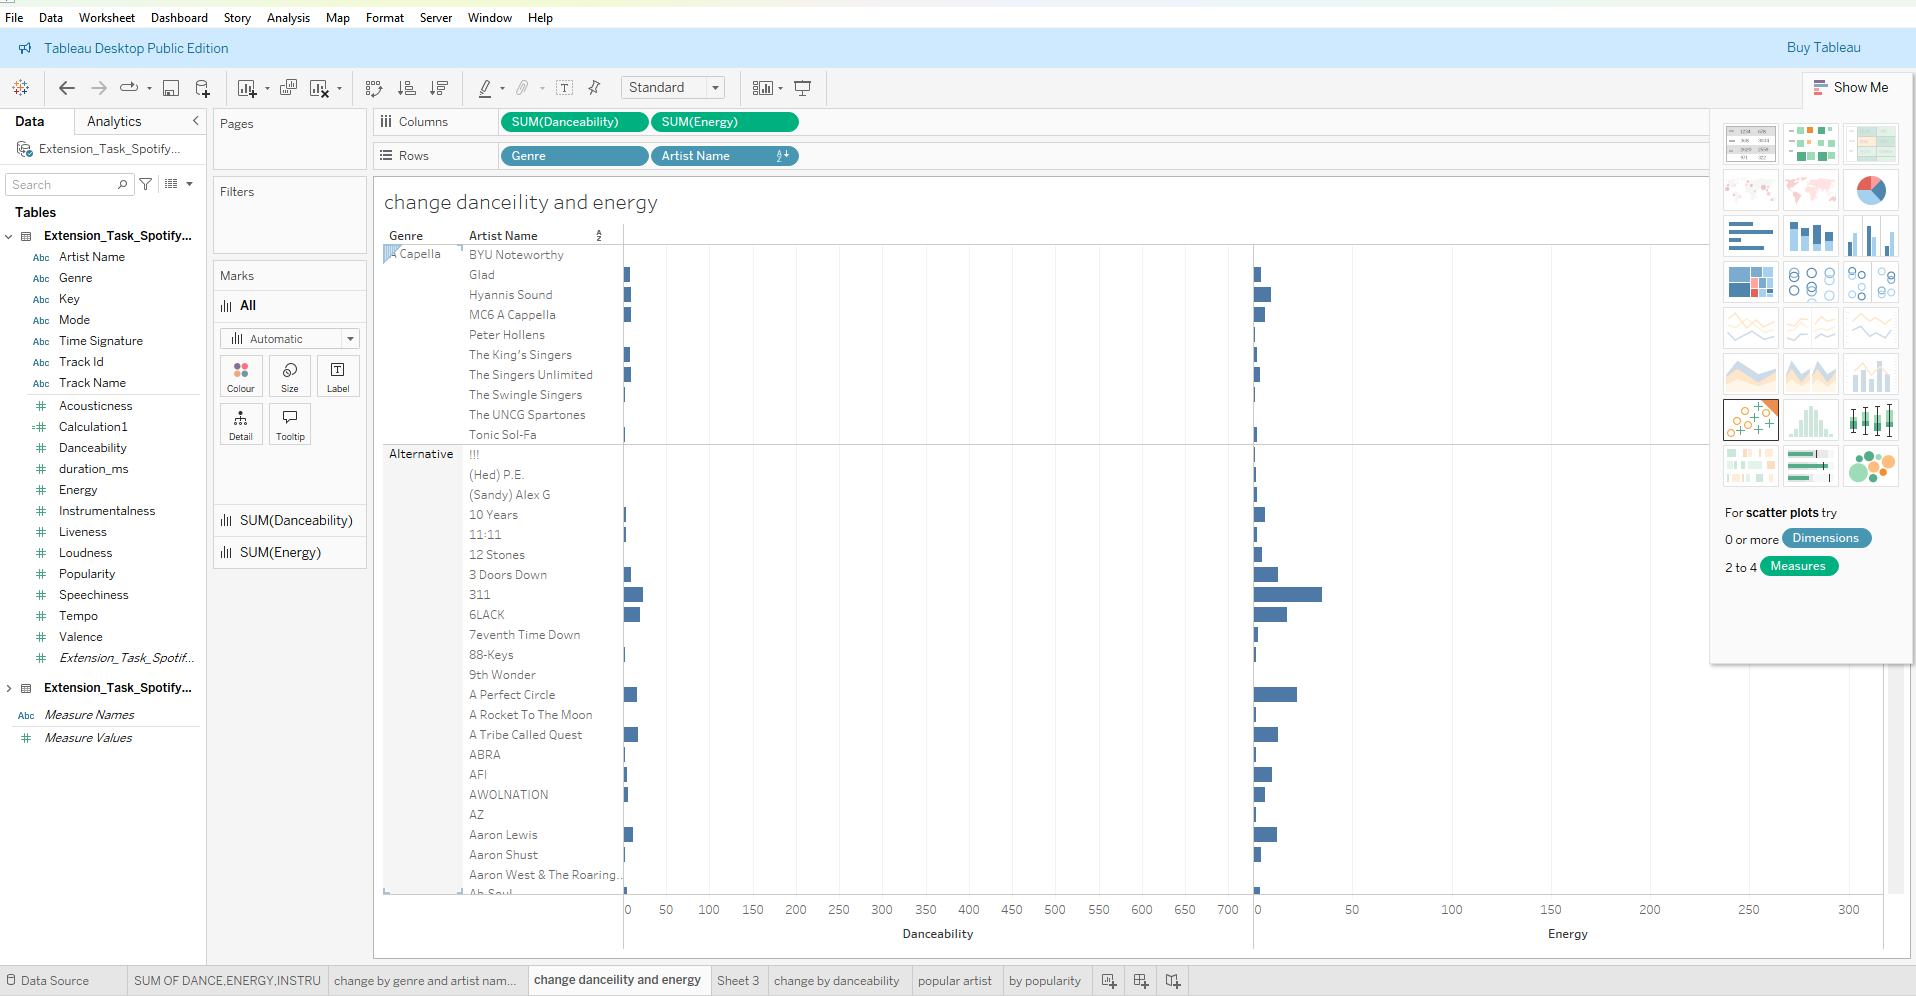 File Data Worksheet Dashboard Story Analysis Map Format Server Window Help
Tableau Desktop Public Edition
Buy Tableau
Standard
Show Me
Data Analytics
Extension_Task_Spotify...
Search
Tables
Extension_Task_Spotify...
Abc Artist Name
Abc Genre
Abc Key
Abc Mode
Abc Time Signature
Abc Track Id
Abc Track Name
# Acousticness
=# Calculation1
# Danceability
# duration_ms
# Energy
# Instrumentalness
# Liveness
# Loudness
# Popularity
# Speechiness
# Tempo
# Valence
# Extension_Task_Spotif...
Extension_Task_Spotify...
Abc Measure Names
# Measure Values
Pages
Filters
Marks
All
Automatic
Colour Size Label
Detail Tooltip
SUM(Danceability)
SUM(Energy)
Columns SUM(Danceability) SUM(Energy)
Rows Genre Artist Name
change danceility and energy
Genre Artist Name
A Capella BYU Noteworthy
Glad
Hyannis Sound
MC6 A Cappella
Peter Hollens
The King's Singers
The Singers Unlimited
The Swingle Singers
The UNCG Spartones
Tonic Sol-Fa
Alternative !!!
(Hed) P.E.
(Sandy) Alex G
10 Years
11:11
12 Stones
3 Doors Down
311
6LACK
7eventh Time Down
88-Keys
9th Wonder
A Perfect Circle
A Rocket To The Moon
A Tribe Called Quest
ABRA
AFI
AWOLNATION
AZ
Aaron Lewis
Aaron Shust
Aaron West & The Roaring..
Ab-Soul
0 50 100 150 200 250 300 350 400 450 500 550 600 650 700
Danceability
0 50 100 150 200 250 300
Energy
For scatter plots try
0 or more Dimensions
2 to 4 Measures
Data Source SUM OF DANCE,ENERGY,INSTRU change by genre and artist nam... change danceility and energy Sheet 3 change by danceability popular artist by popularity